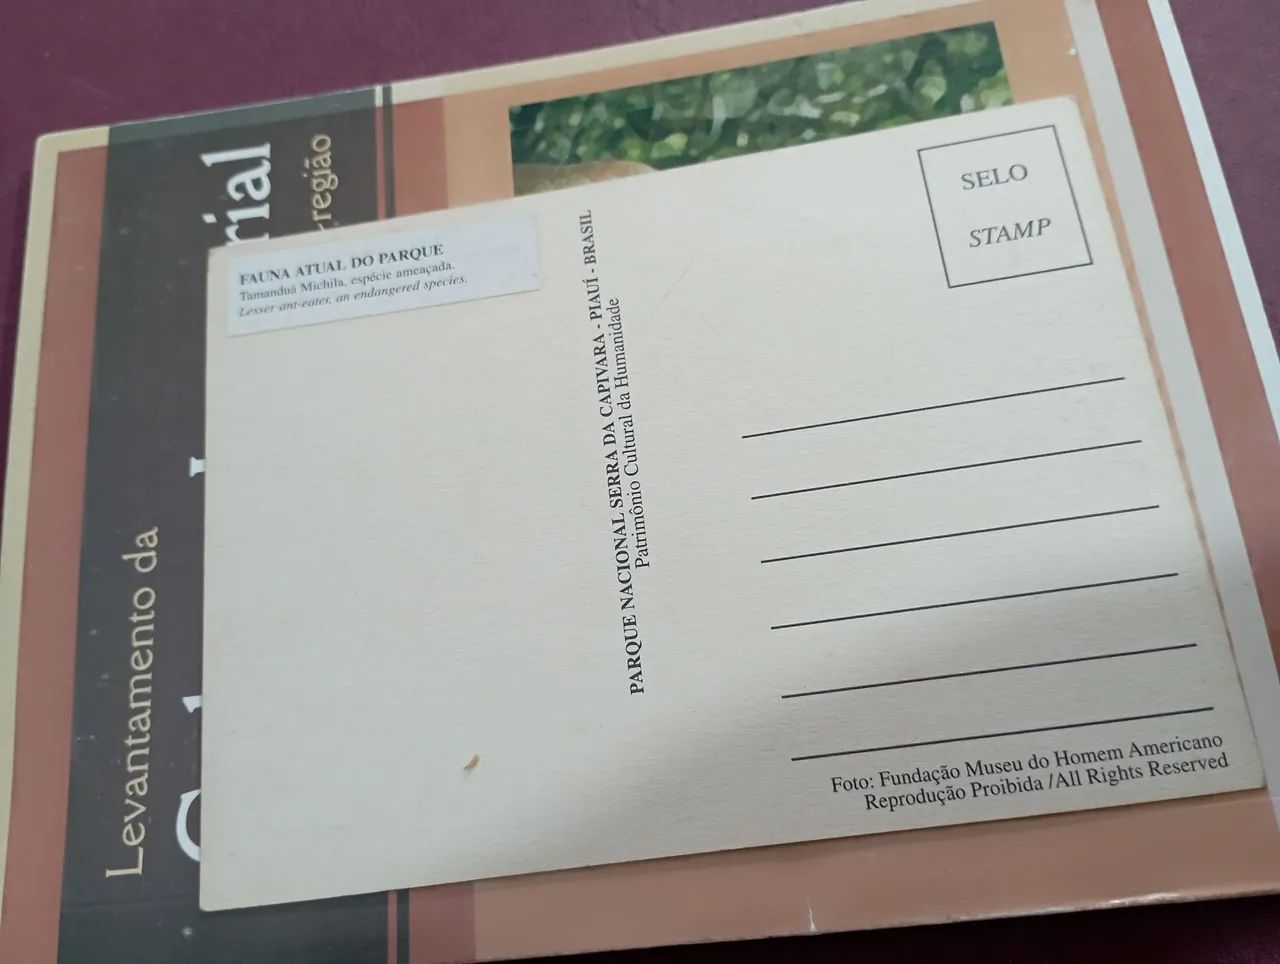 FAUNA ATUAL DO PARQUE
Tamanduá Michila, espécie ameaçada.
Lesser ant-eater, an endangered species.
PARQUE NACIONAL SERRA DA CAPIVARA - PIAUÍ - BRASIL
Patrimônio Cultural da Humanidade
SELO
STAMP
Foto: Fundação Museu do Homem Americano
Reprodução Proibida /All Rights Reserved
Levantamento da